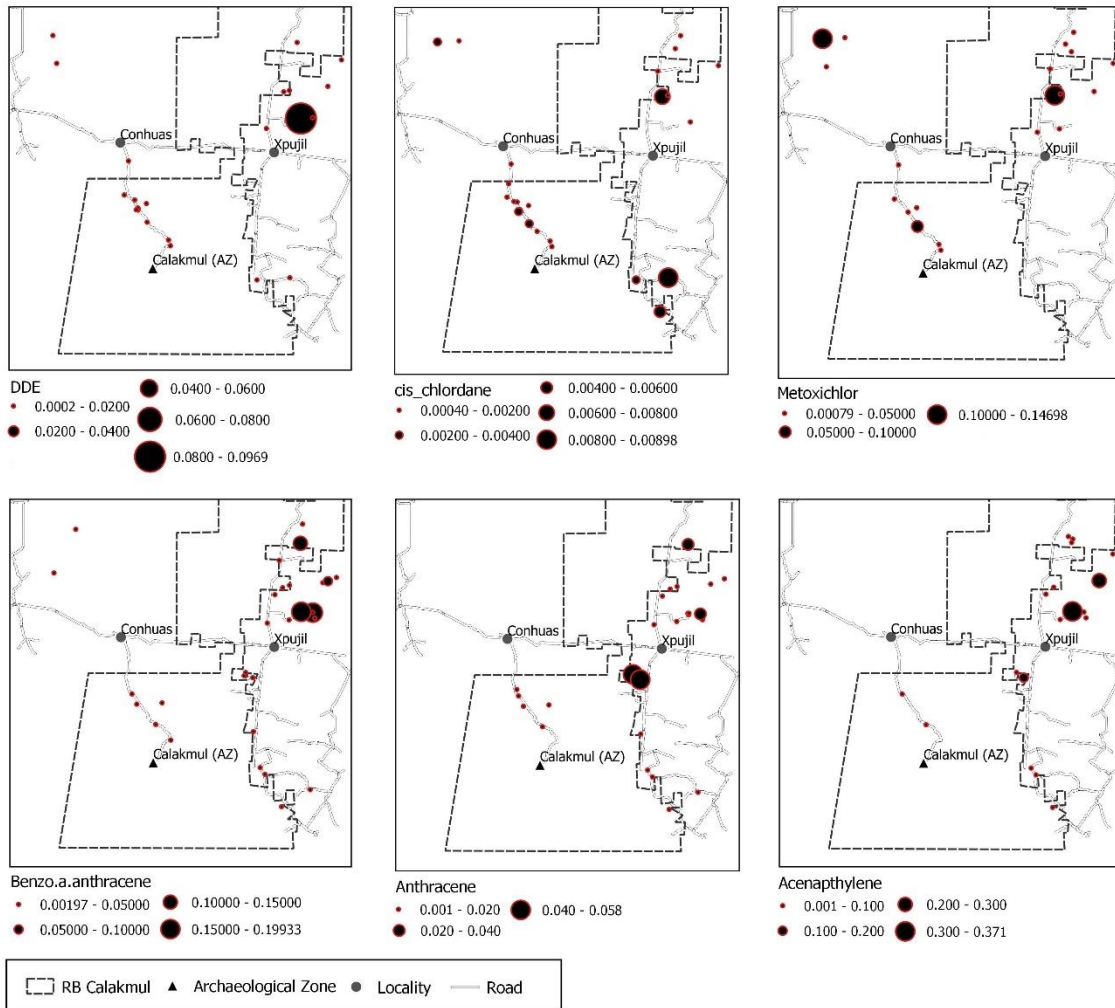 Conhuas
Xpujil
Calakmul (AZ)
Conhuas
Xpujil
Calakmul (AZ)
Conhuas
Xpujil
Calakmul (AZ)
DDE
0.0002 - 0.0200
0.0200 - 0.0400
0.0400 - 0.0600
0.0600 - 0.0800
0.0800 - 0.0969
cis_chlordane
0.00040 - 0.00200
0.00200 - 0.00400
0.00400 - 0.00600
0.00600 - 0.00800
0.00800 - 0.00898
Metoxichlor
0.00079 - 0.05000
0.05000 - 0.10000
0.10000 - 0.14698
Conhuas
Xpujil
Calakmul (AZ)
Conhuas
Xpujil
Calakmul (AZ)
Conhuas
Xpujil
Calakmul (AZ)
Benzo.a.anthracene
0.00197 - 0.05000
0.05000 - 0.10000
0.10000 - 0.15000
0.15000 - 0.19933
Anthracene
0.001 - 0.020
0.020 - 0.040
0.040 - 0.058
Acenapthylene
0.001 - 0.100
0.100 - 0.200
0.200 - 0.300
0.300 - 0.371
RB Calakmul Archaeological Zone Locality Road